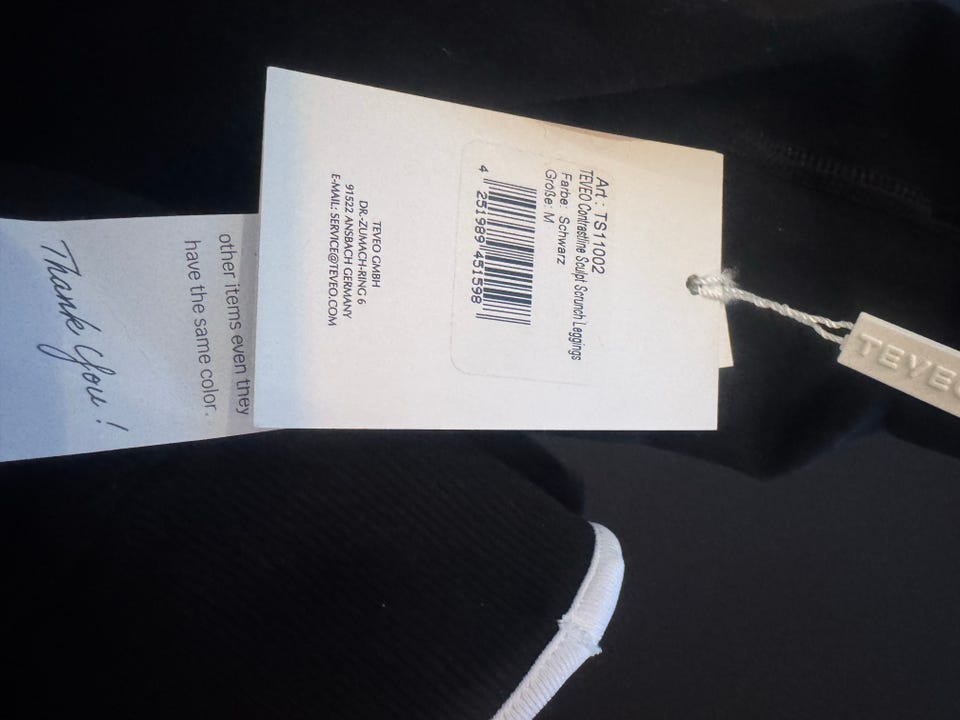 Art.: TS11002
TEVEO Contrastline Sculpt Scrunch Leggings
Farbe: Schwarz
Größe: M
4 251989 451598
TEVEO GMBH
DR.-ZUMACH-RING 6
91522 ANSBACH GERMANY
E-MAIL: SERVICE@TEVEO.COM
other items even they
have the same color.
Thank You !
TEVEO